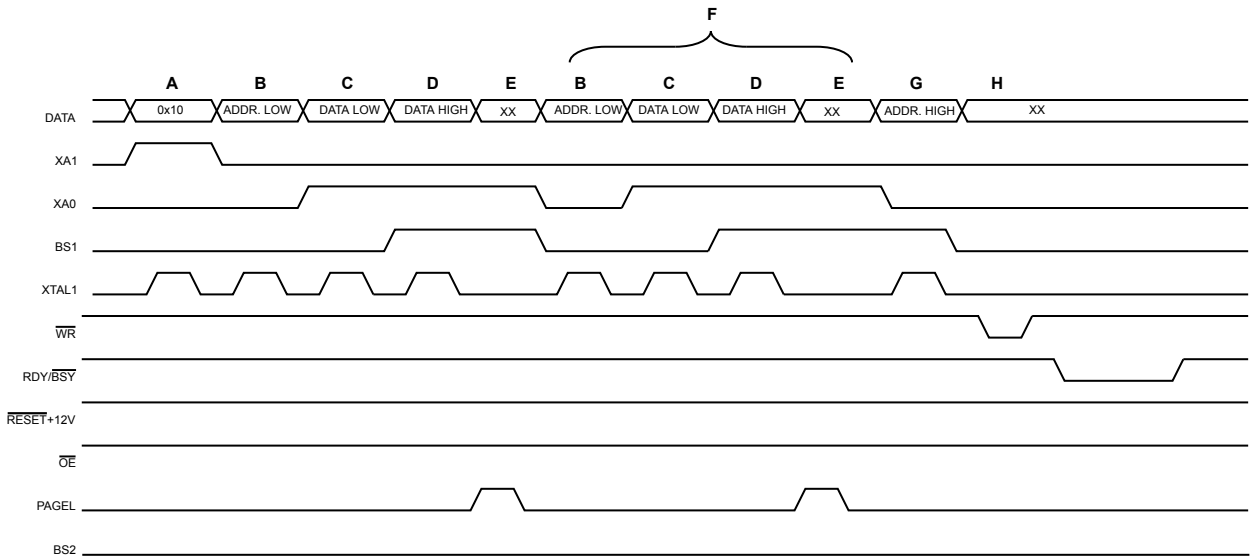 F
A B C D E B C D E G H
DATA 0x10 ADDR. LOW DATA LOW DATA HIGH XX ADDR. LOW DATA LOW DATA HIGH XX ADDR. HIGH XX
XA1
XA0
BS1
XTAL1
WR
RDY/BSY
RESET+12V
OE
PAGEL
BS2